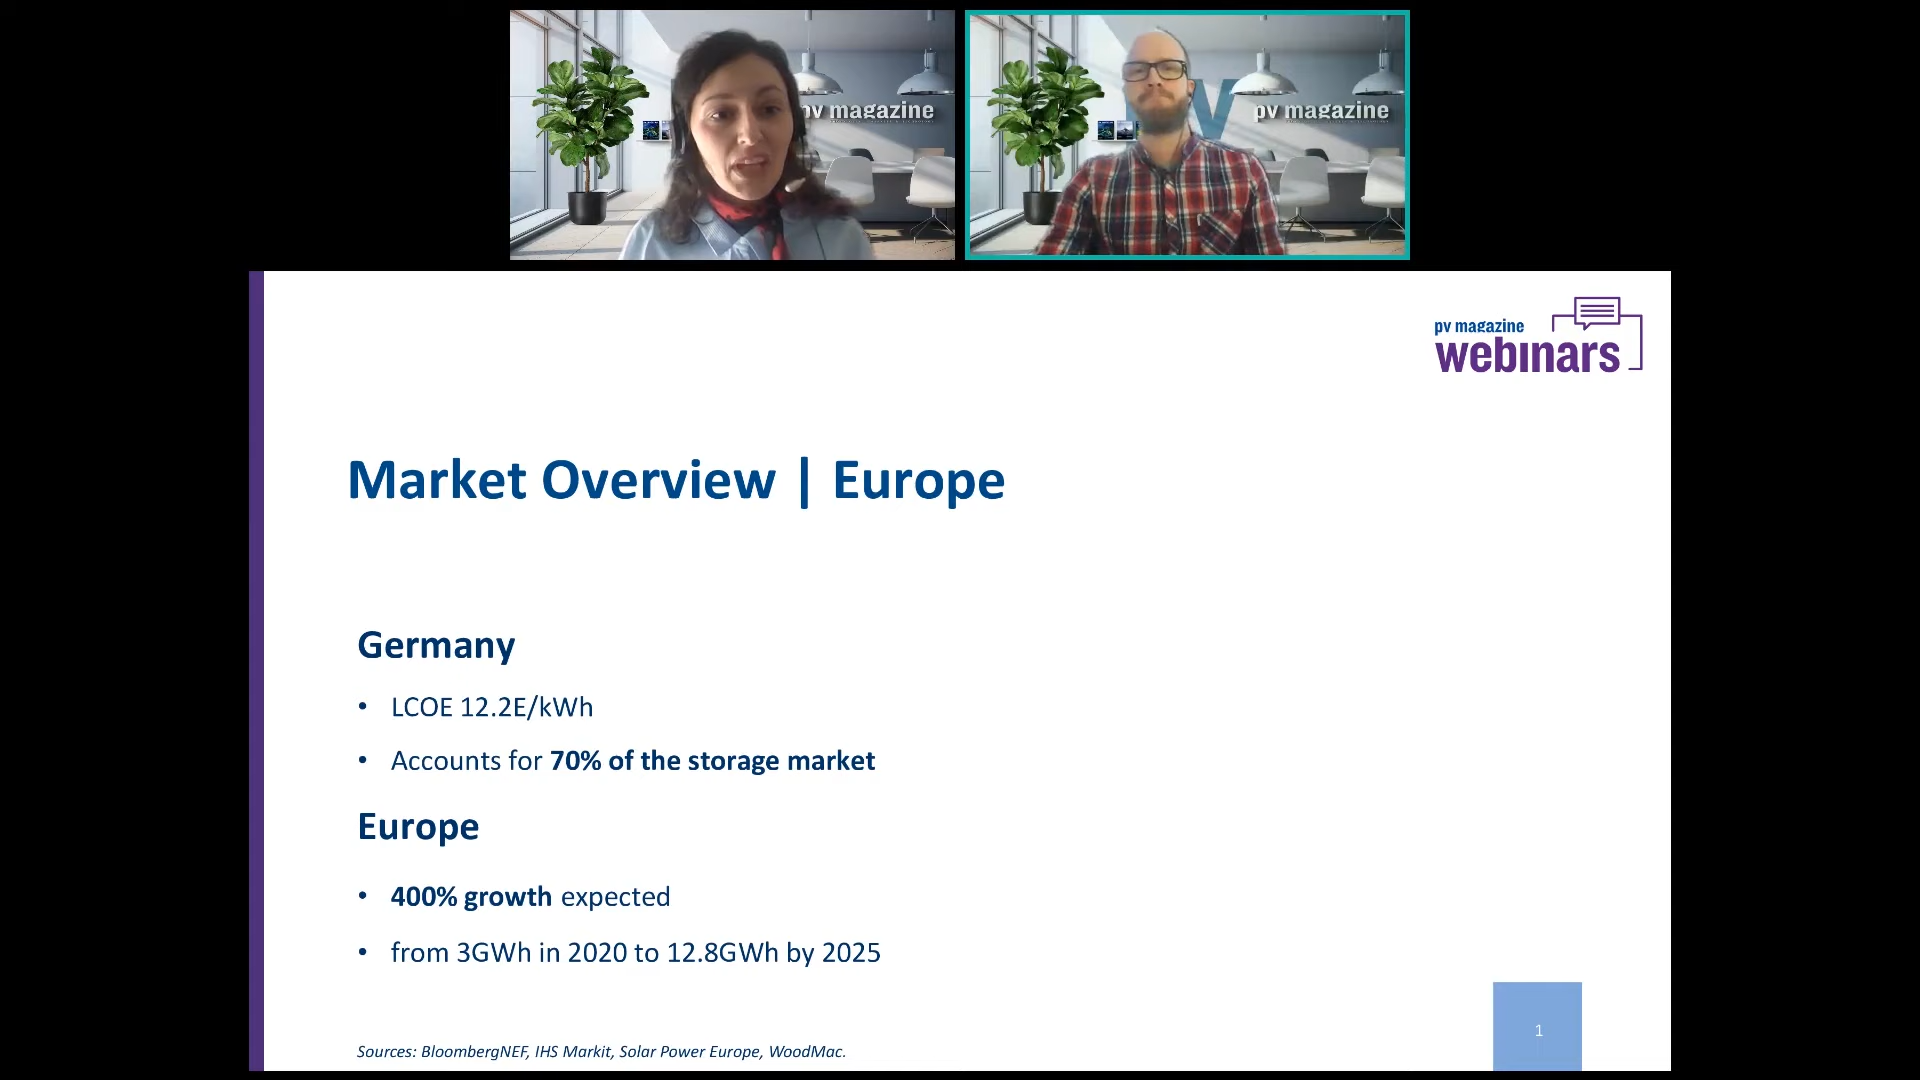 pv magazine
pv magazine
pv magazine
webinars
Market Overview | Europe
Germany
• LCOE 12.2E/kWh
• Accounts for 70% of the storage market
Europe
• 400% growth expected
• from 3GWh in 2020 to 12.8GWh by 2025
Sources: BloombergNEF, IHS Markit, Solar Power Europe, WoodMac.
1